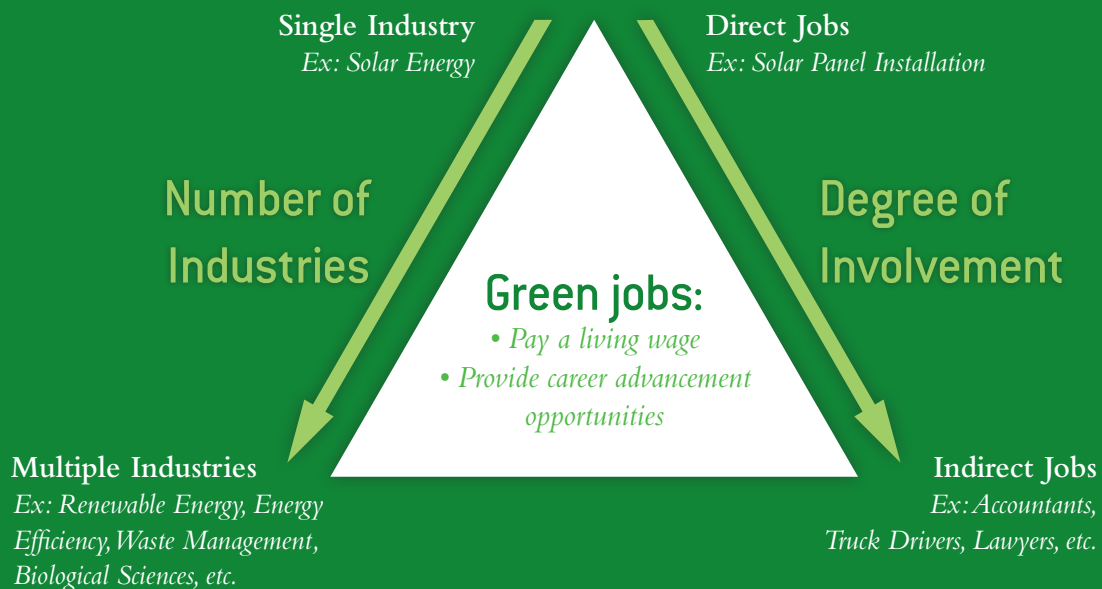 Single Industry
Ex: Solar Energy
Direct Jobs
Ex: Solar Panel Installation
Number of
Industries
Degree of
Involvement
Green jobs:
• Pay a living wage
• Provide career advancement
opportunities
Multiple Industries
Ex: Renewable Energy, Energy
Efficiency, Waste Management,
Biological Sciences, etc.
Indirect Jobs
Ex: Accountants,
Truck Drivers, Lawyers, etc.